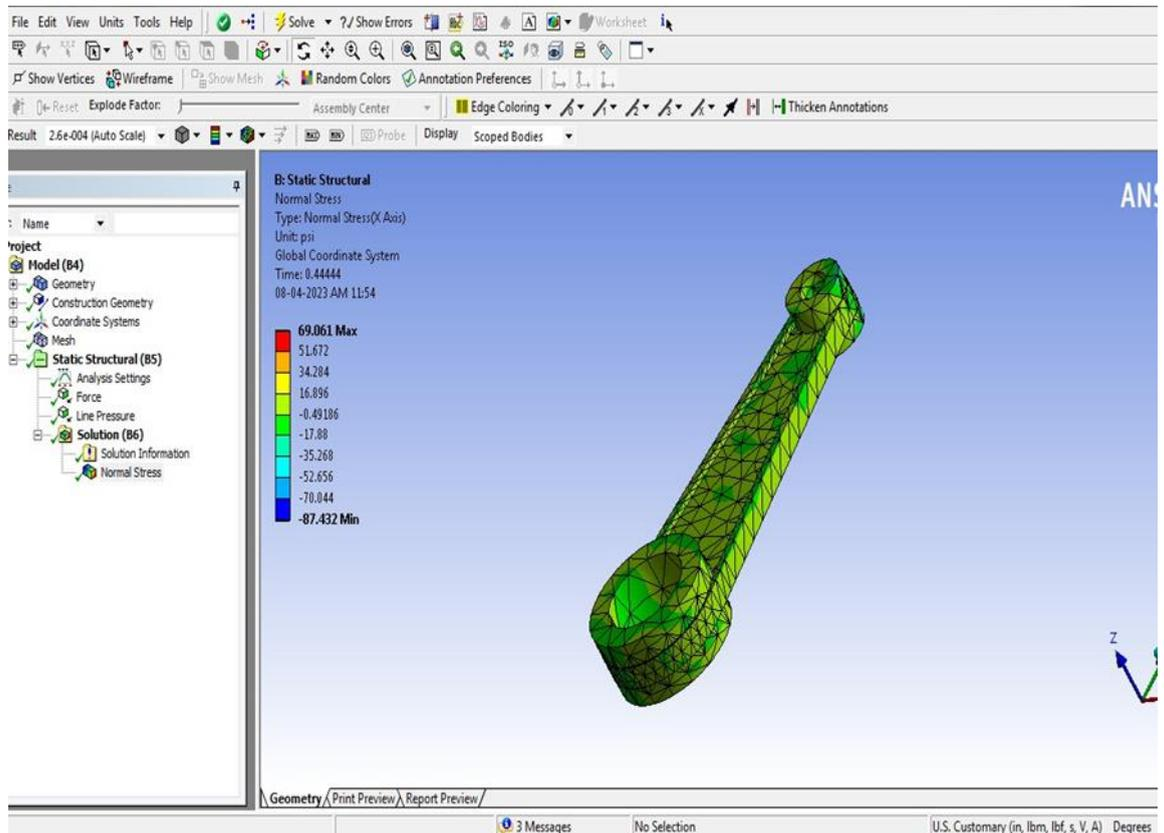 File Edit View Units Tools Help Solve ?/ Show Errors A Worksheet
ISO
Show Vertices Wireframe Show Mesh Random Colors Annotation Preferences
Reset Explode Factor: Assembly Center Edge Coloring Thicken Annotations
Result 2.6e-004 (Auto Scale) MAX MIN Probe Display Scoped Bodies
Name
Project
Model (B4)
Geometry
Construction Geometry
Coordinate Systems
Mesh
Static Structural (B5)
Analysis Settings
Force
Line Pressure
Solution (B6)
Solution Information
Normal Stress
B: Static Structural
Normal Stress
Type: Normal Stress(X Axis)
Unit: psi
Global Coordinate System
Time: 0.44444
08-04-2023 AM 11:54
69.061 Max
51.672
34.284
16.896
-0.49186
-17.88
-35.268
-52.656
-70.044
-87.432 Min
ANS
Z
Geometry Print Preview Report Preview
3 Messages No Selection U.S. Customary (in, lbm, lbf, s, V, A) Degrees